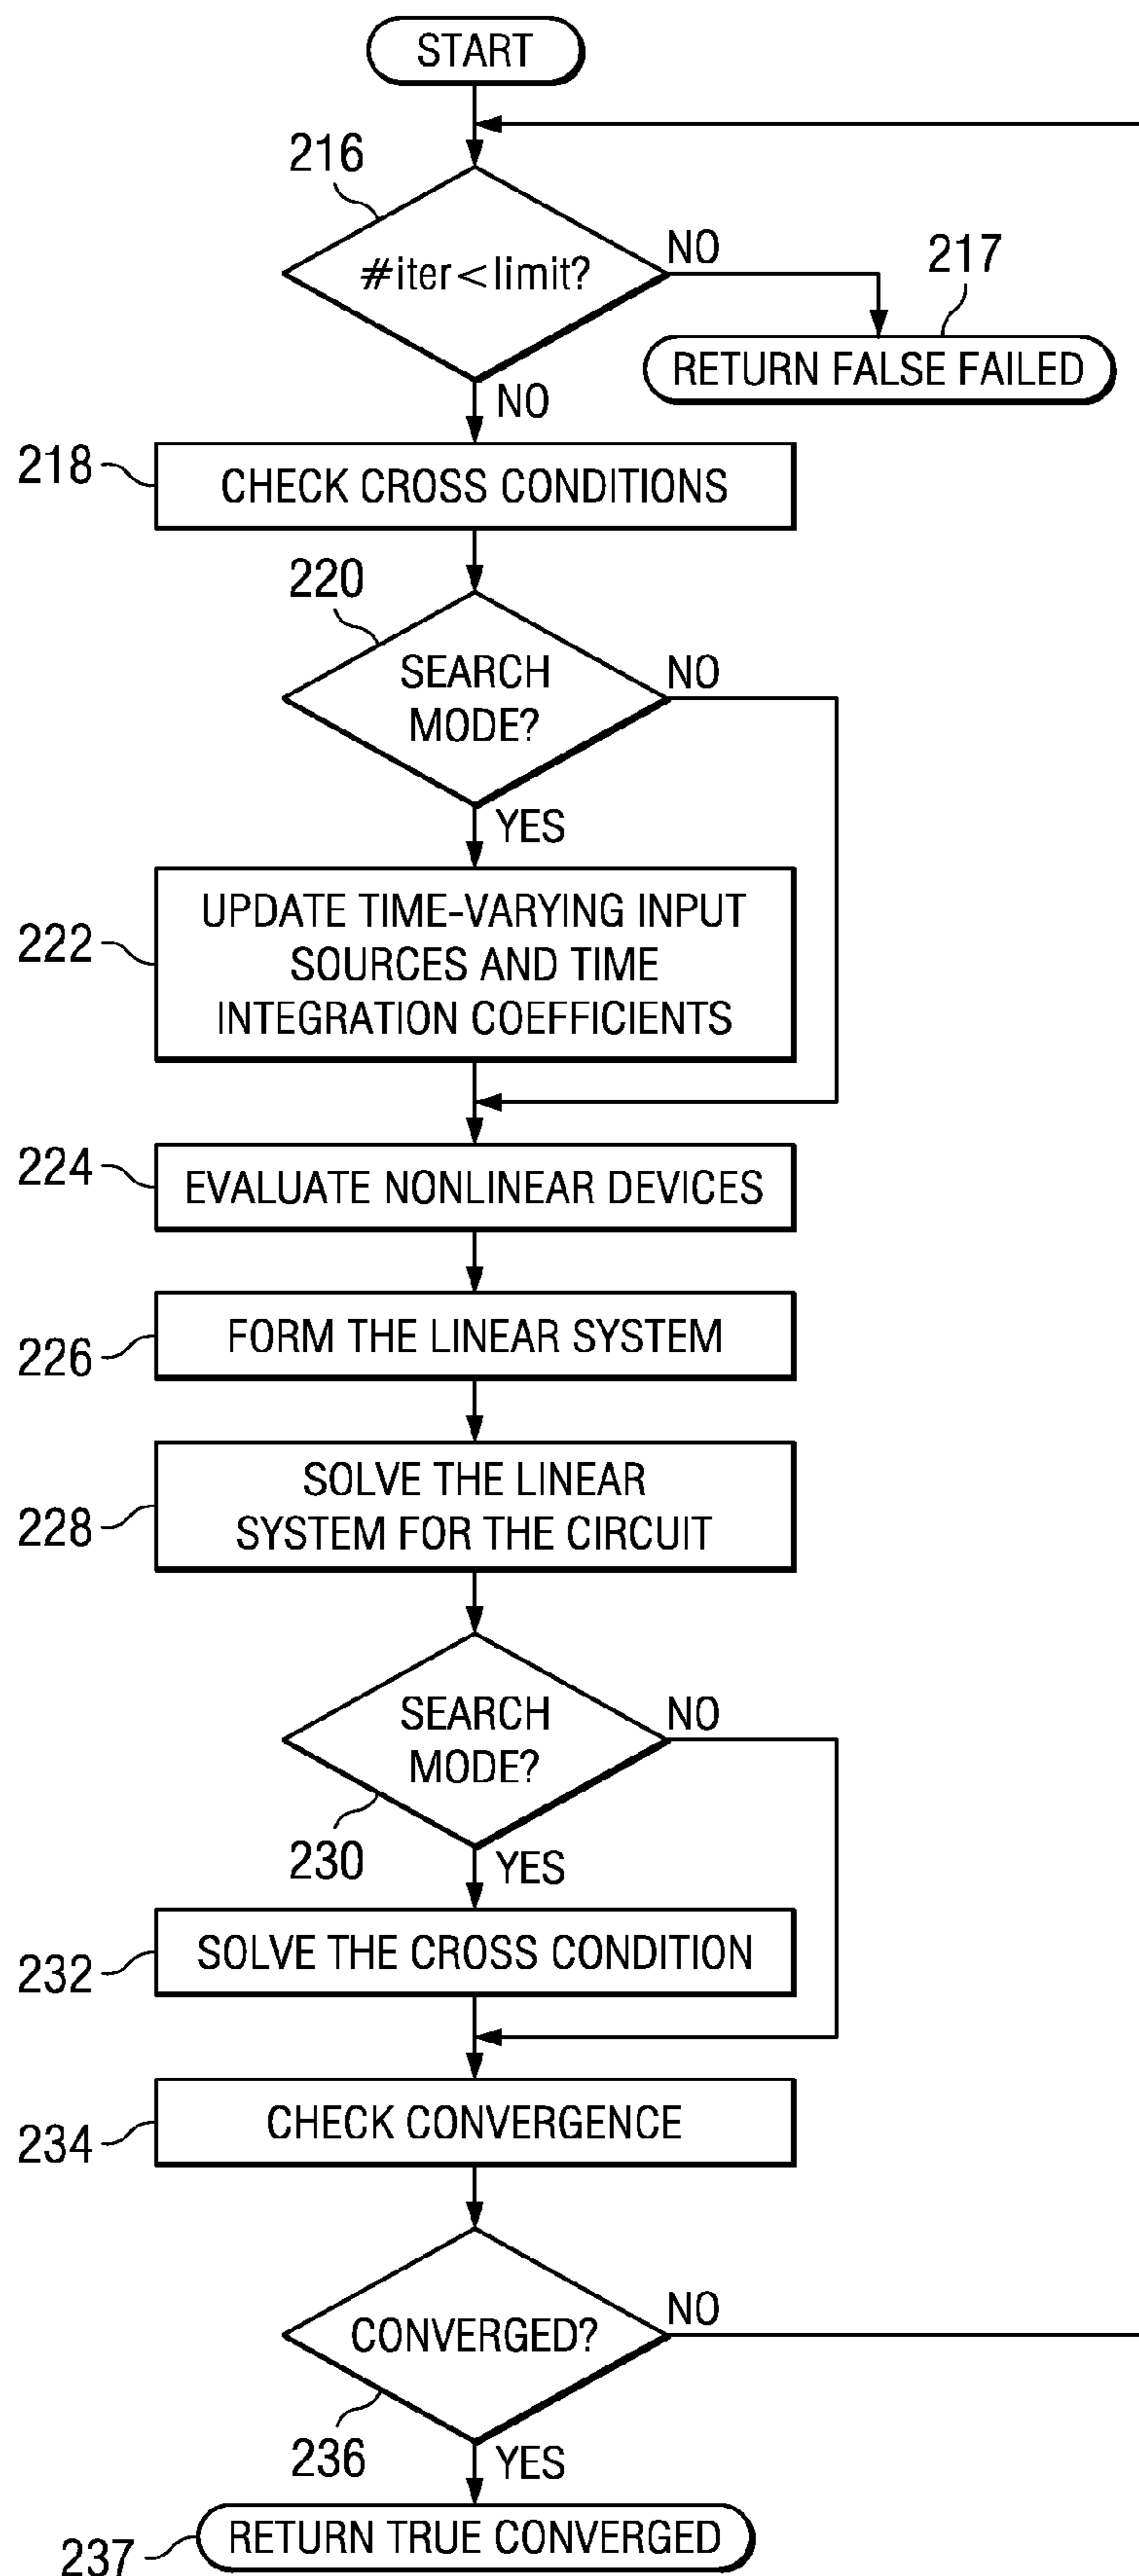 START
216
#iter<limit?
NO
217
RETURN FALSE FAILED
NO
218
CHECK CROSS CONDITIONS
220
SEARCH
MODE?
NO
YES
222
UPDATE TIME-VARYING INPUT
SOURCES AND TIME
INTEGRATION COEFFICIENTS
224
EVALUATE NONLINEAR DEVICES
226
FORM THE LINEAR SYSTEM
228
SOLVE THE LINEAR
SYSTEM FOR THE CIRCUIT
SEARCH
MODE?
NO
230
YES
232
SOLVE THE CROSS CONDITION
234
CHECK CONVERGENCE
CONVERGED?
NO
236
YES
237
RETURN TRUE CONVERGED